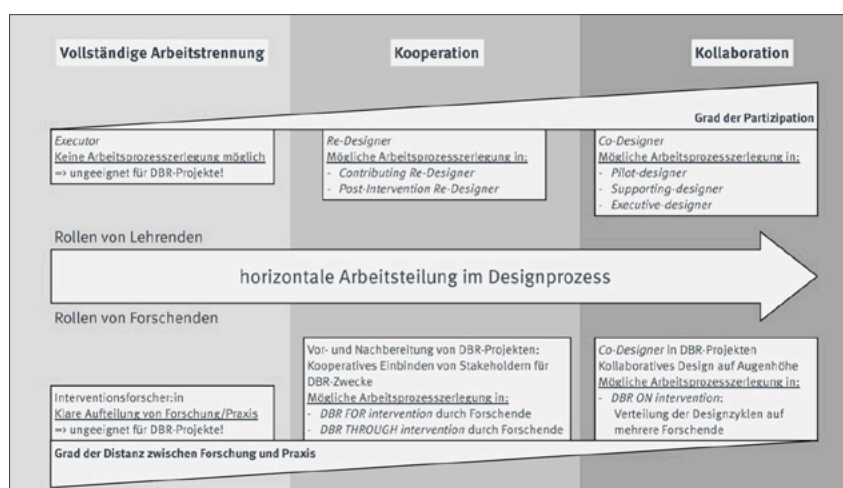 Vollständige Arbeitstrennung
Kooperation
Kollaboration
Grad der Partizipation
Executor
Keine Arbeitsprozesszerlegung möglich
=> ungeeignet für DBR-Projekte!
Re-Designer
Mögliche Arbeitsprozesszerlegung in:
- Contributing Re-Designer
- Post-Intervention Re-Designer
Co-Designer
Mögliche Arbeitsprozesszerlegung in:
- Pilot-designer
- Supporting-designer
- Executive-designer
Rollen von Lehrenden
horizontale Arbeitsteilung im Designprozess
Rollen von Forschenden
Interventionsforscher:in
Klare Aufteilung von Forschung/Praxis
=> ungeeignet für DBR-Projekte!
Vor- und Nachbereitung von DBR-Projekten:
Kooperatives Einbinden von Stakeholdern für
DBR-Zwecke
Mögliche Arbeitsprozesszerlegung in:
- DBR FOR intervention durch Forschende
- DBR THROUGH intervention durch Forschende
Co-Designer in DBR-Projekten
Kollaboratives Design auf Augenhöhe
Mögliche Arbeitsprozesszerlegung in:
- DBR ON intervention:
Verteilung der Designzyklen auf
mehrere Forschende
Grad der Distanz zwischen Forschung und Praxis